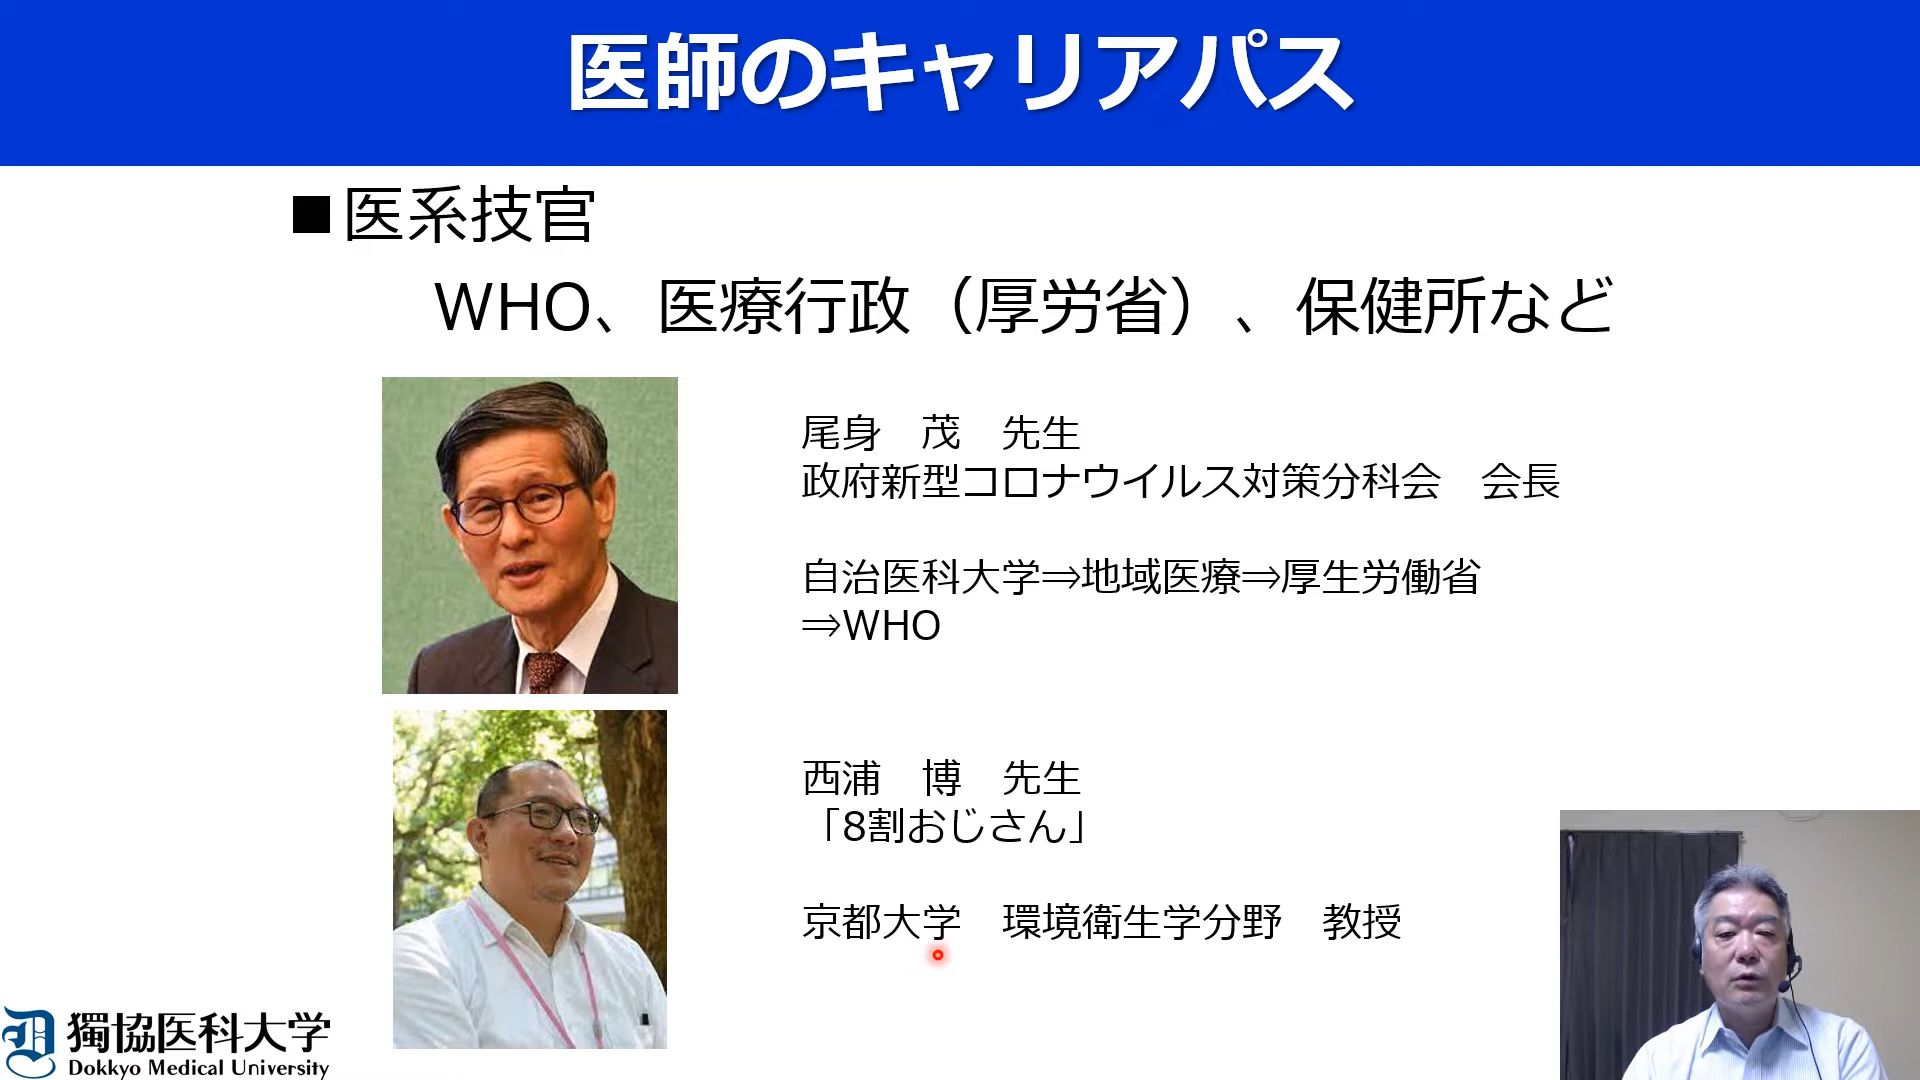 医師のキャリアパス
■医系技官
WHO、医療行政（厚労省）、保健所など
尾身　茂　先生
政府新型コロナウイルス対策分科会　会長
自治医科大学⇒地域医療⇒厚生労働省
⇒WHO
西浦　博　先生
「8割おじさん」
京都大学　環境衛生学分野　教授
獨協医科大学
Dokkyo Medical University